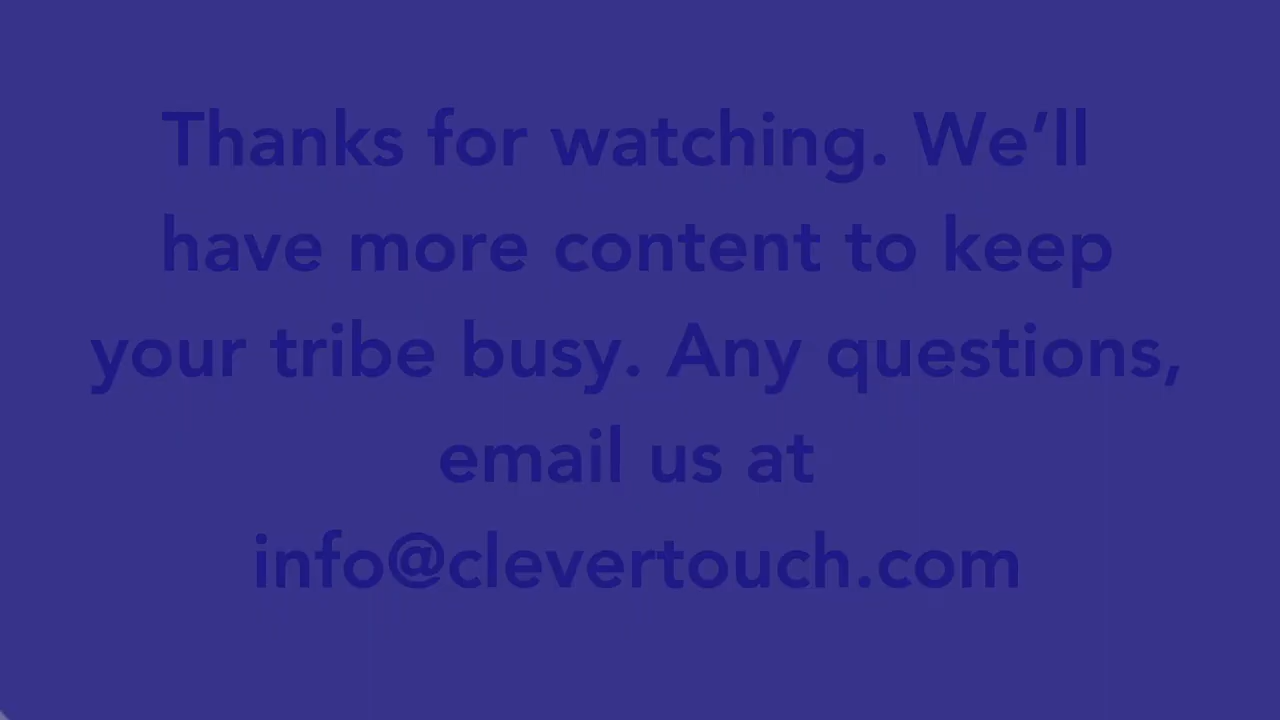 Thanks for watching. We’ll
have more content to keep
your tribe busy. Any questions,
email us at
info@clevertouch.com